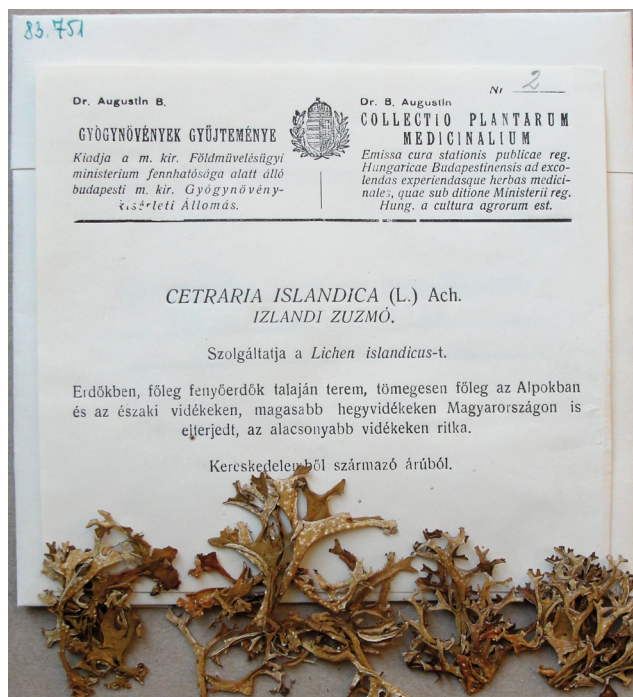 83.751
Nr 2
Dr. Augustin B.
GYÓGYNÖVÉNYEK GYŰJTEMÉNYE
Kiadja a m. kir. Földmüvelésügyi
ministerium fennhatósága alatt álló
budapesti m. kir. Gyógynövény-
kisérleti Állomás.
Dr. B. Augustin
COLLECTIO PLANTARUM
MEDICINALIUM
Emissa cura stationis publicae reg.
Hungaricae Budapestinensis ad exco-
lendas experiendasque herbas medici-
nales, quae sub ditione Ministerii reg.
Hung. a cultura agrorum est.
CETRARIA ISLANDICA (L.) Ach.
IZLANDI ZUZMÓ.
Szolgáltatja a Lichen islandicus-t.
Erdőkben, főleg fenyőerdők talaján terem, tömegesen főleg az Alpokban
és az északi vidékeken, magasabb hegyvidékeken Magyarországon is
elterjedt, az alacsonyabb vidékeken ritka.
Kereskedelemből származó árúból.